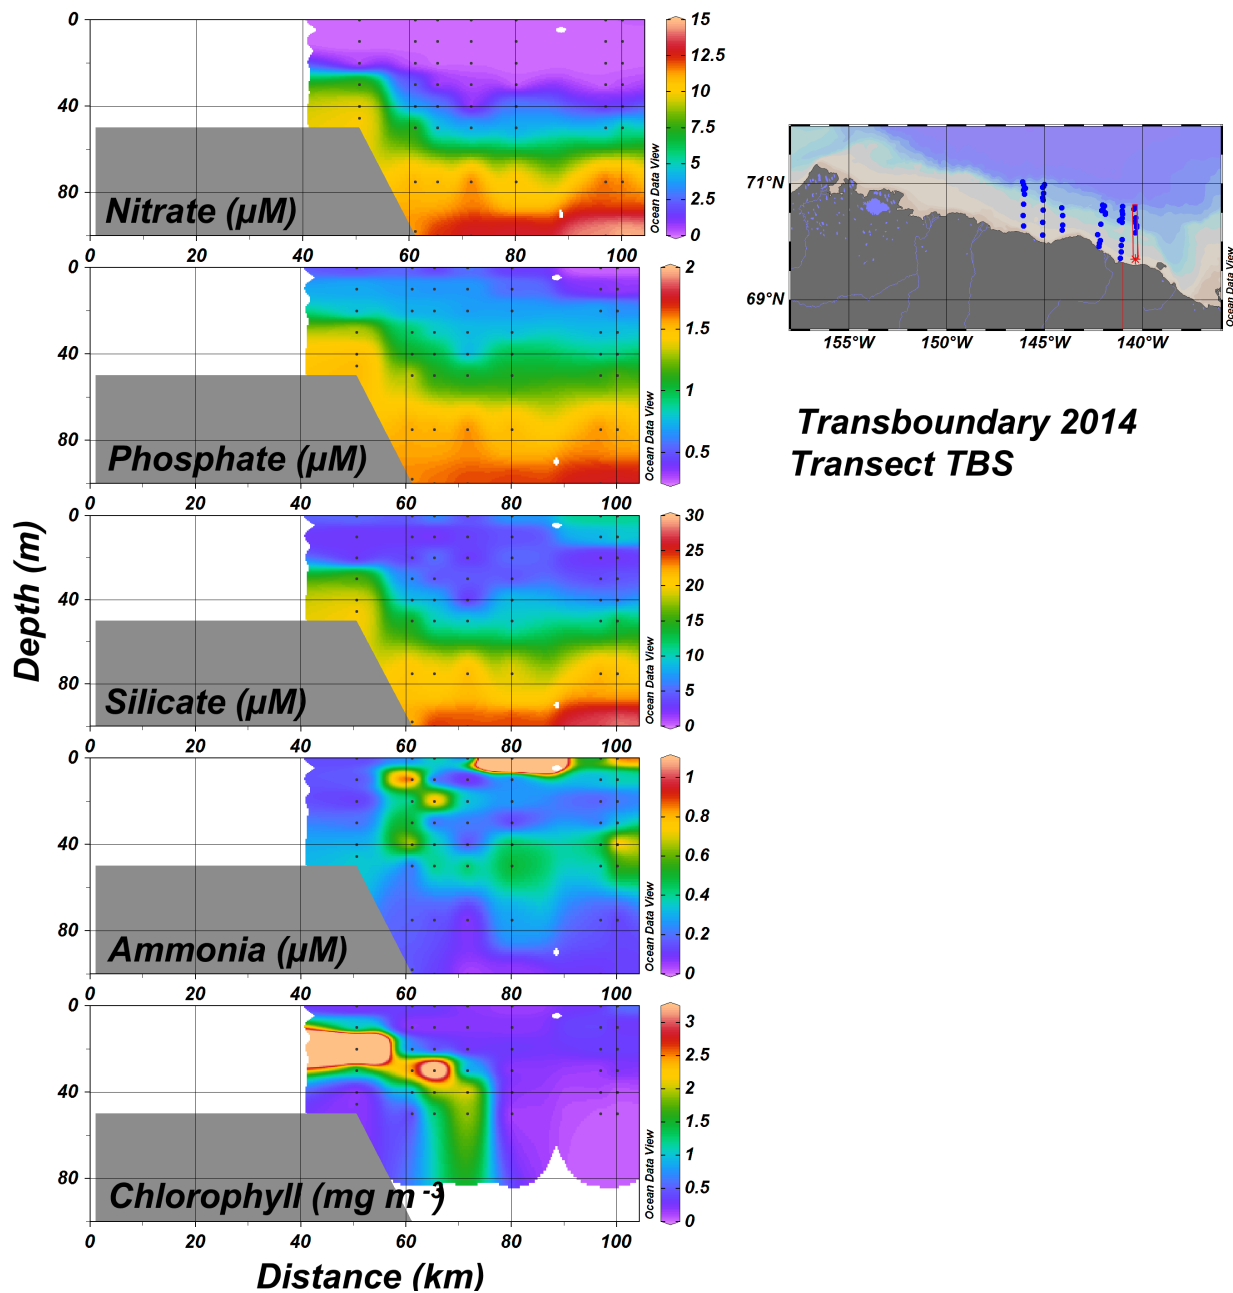 0
40
80
Nitrate (µM)
0 20 40 60 80 100
Ocean Data View
15
12.5
10
7.5
5
2.5
0
0
40
80
Phosphate (µM)
0 20 40 60 80 100
Ocean Data View
2
1.5
1
0.5
0
40
80
Silicate (µM)
0 20 40 60 80 100
Ocean Data View
30
25
20
15
10
5
0
0
40
80
Ammonia (µM)
0 20 40 60 80 100
Ocean Data View
1
0.8
0.6
0.4
0.2
0
0
40
80
Chlorophyll (mg m -3)
0 20 40 60 80 100
Ocean Data View
3
2.5
2
1.5
1
0.5
0
Depth (m)
Distance (km)
71°N
69°N
155°W 150°W 145°W 140°W
Ocean Data View
Transboundary 2014
Transect TBS